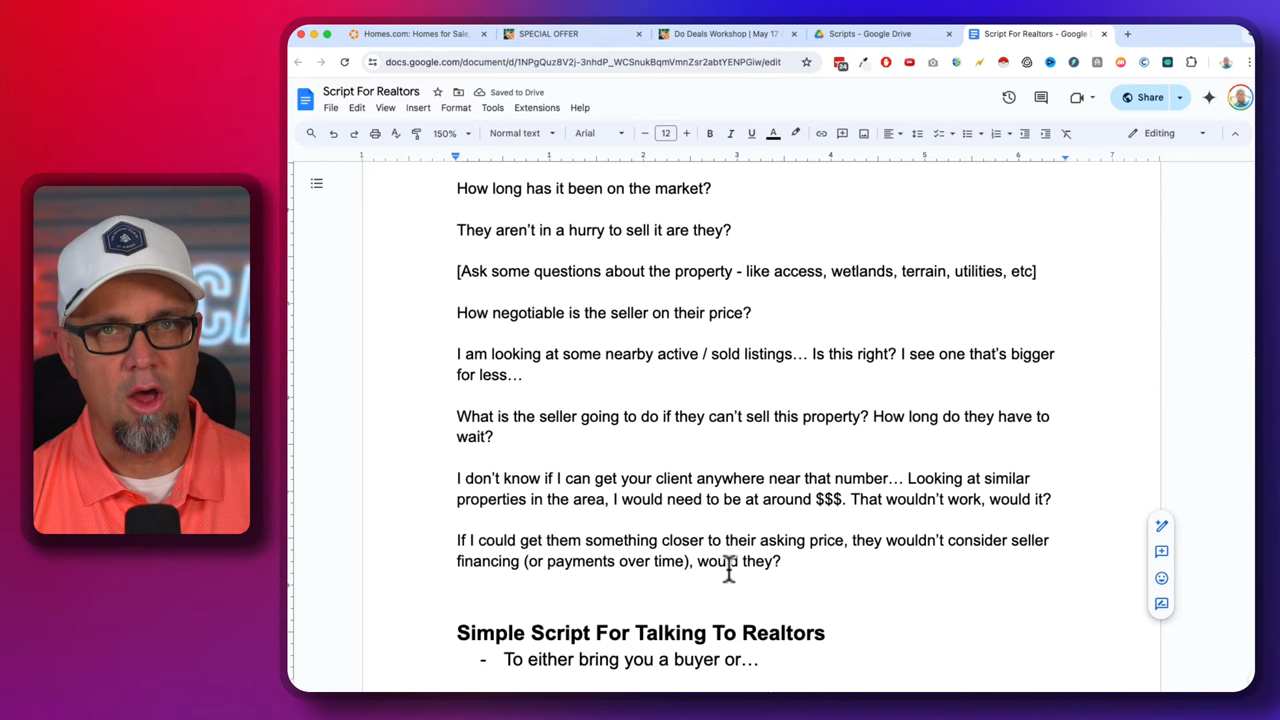 Homes.com: Homes for Sale,
SPECIAL OFFER
Do Deals Workshop | May 17
Scripts - Google Drive
Script For Realtors - Google
docs.google.com/document/d/1NPgQuz8V2j-3nhdP_WCSnukBqmVmnZsr2abtYENPGiw/edit
24
Script For Realtors
Saved to Drive
File Edit View Insert Format Tools Extensions Help
Share
150% Normal text Arial 12 B I U A Editing
1 1 2 3 4 5 6 7
How long has it been on the market?
They aren't in a hurry to sell it are they?
[Ask some questions about the property - like access, wetlands, terrain, utilities, etc]
How negotiable is the seller on their price?
I am looking at some nearby active / sold listings… Is this right? I see one that's bigger
for less…
What is the seller going to do if they can't sell this property? How long do they have to
wait?
I don't know if I can get your client anywhere near that number… Looking at similar
properties in the area, I would need to be at around $$$. That wouldn't work, would it?
If I could get them something closer to their asking price, they wouldn't consider seller
financing (or payments over time), would they?
Simple Script For Talking To Realtors
- To either bring you a buyer or…